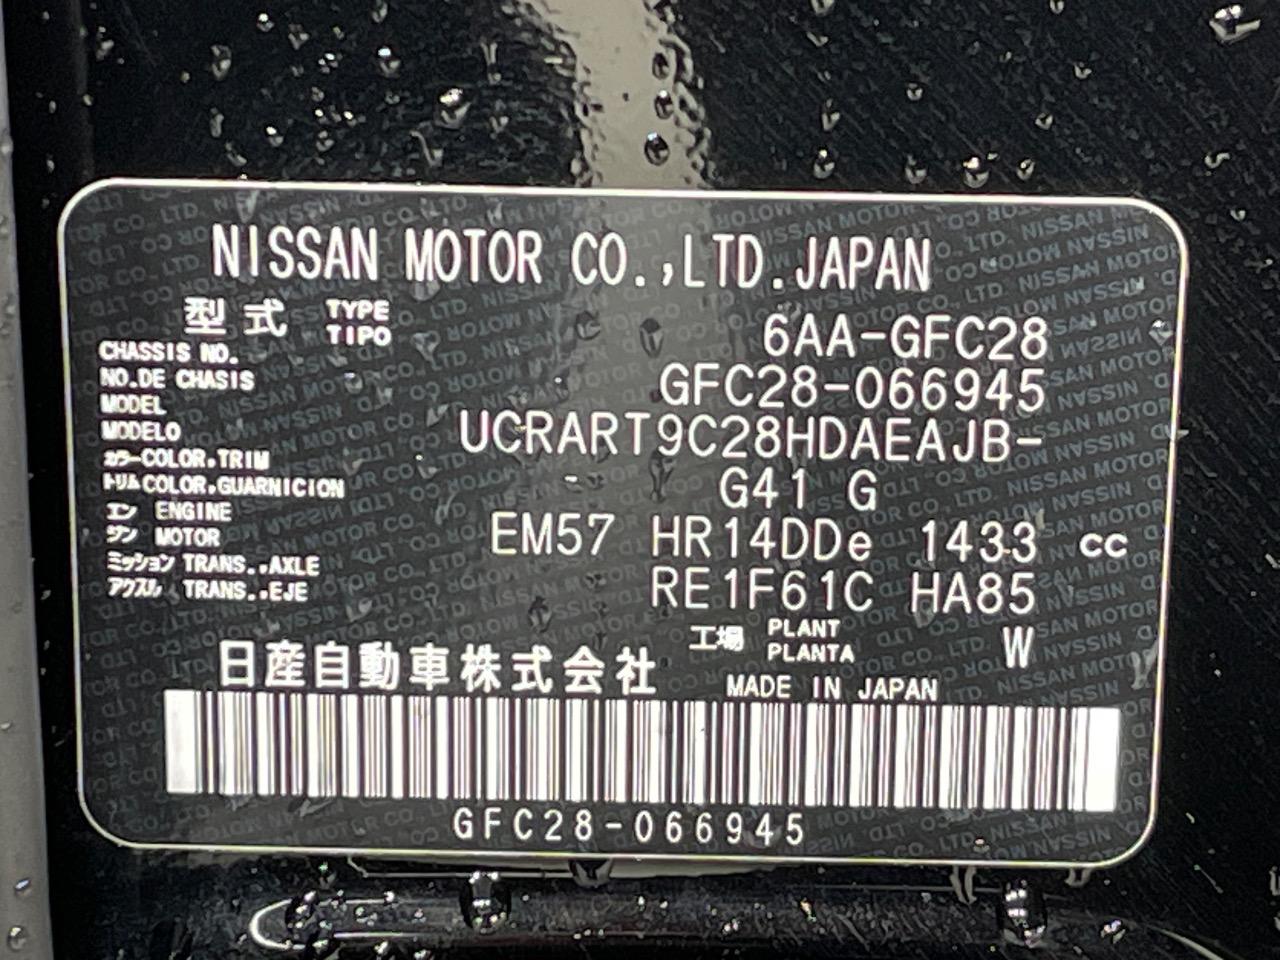 NISSAN MOTOR CO.,LTD.JAPAN
型式 TYPE TIPO 6AA-GFC28
CHASSIS NO.
NO.DE CHASIS GFC28-066945
MODEL
MODELO UCRART9C28HDAEAJB-
カラー COLOR,TRIM
トリム COLOR,GUARNICION G41 G
エン ENGINE
ジン MOTOR EM57 HR14DDe 1433 cc
ミッション TRANS.,AXLE
アクスル TRANS.,EJE RE1F61C HA85
工場 PLANT PLANTA W
日産自動車株式会社 MADE IN JAPAN
GFC28-066945